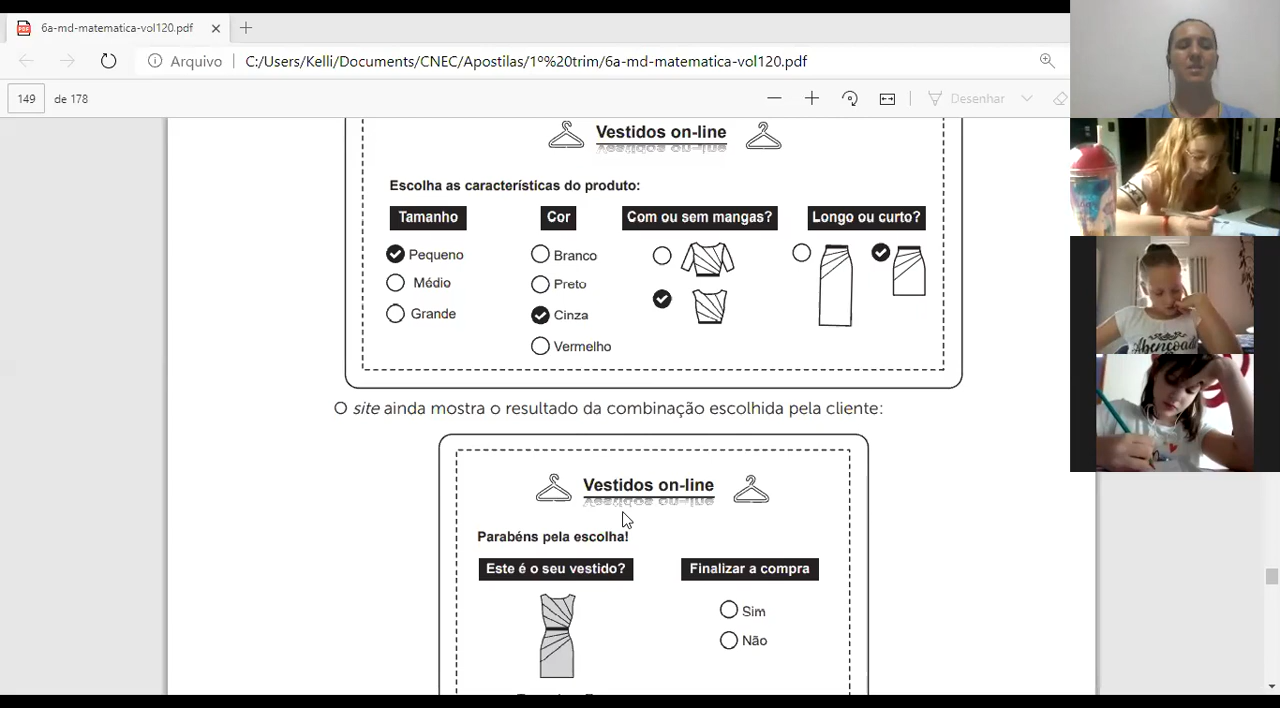 6a-md-matematica-vol120.pdf
Arquivo C:/Users/Kelli/Documents/CNEC/Apostilas/1º%20trim/6a-md-matematica-vol120.pdf
149 de 178
Desenhar
Vestidos on-line
Escolha as características do produto:
Tamanho Cor Com ou sem mangas? Longo ou curto?
Pequeno Branco
Médio Preto
Grande Cinza
Vermelho
O site ainda mostra o resultado da combinação escolhida pela cliente:
Vestidos on-line
Parabéns pela escolha!
Este é o seu vestido? Finalizar a compra
Sim
Não